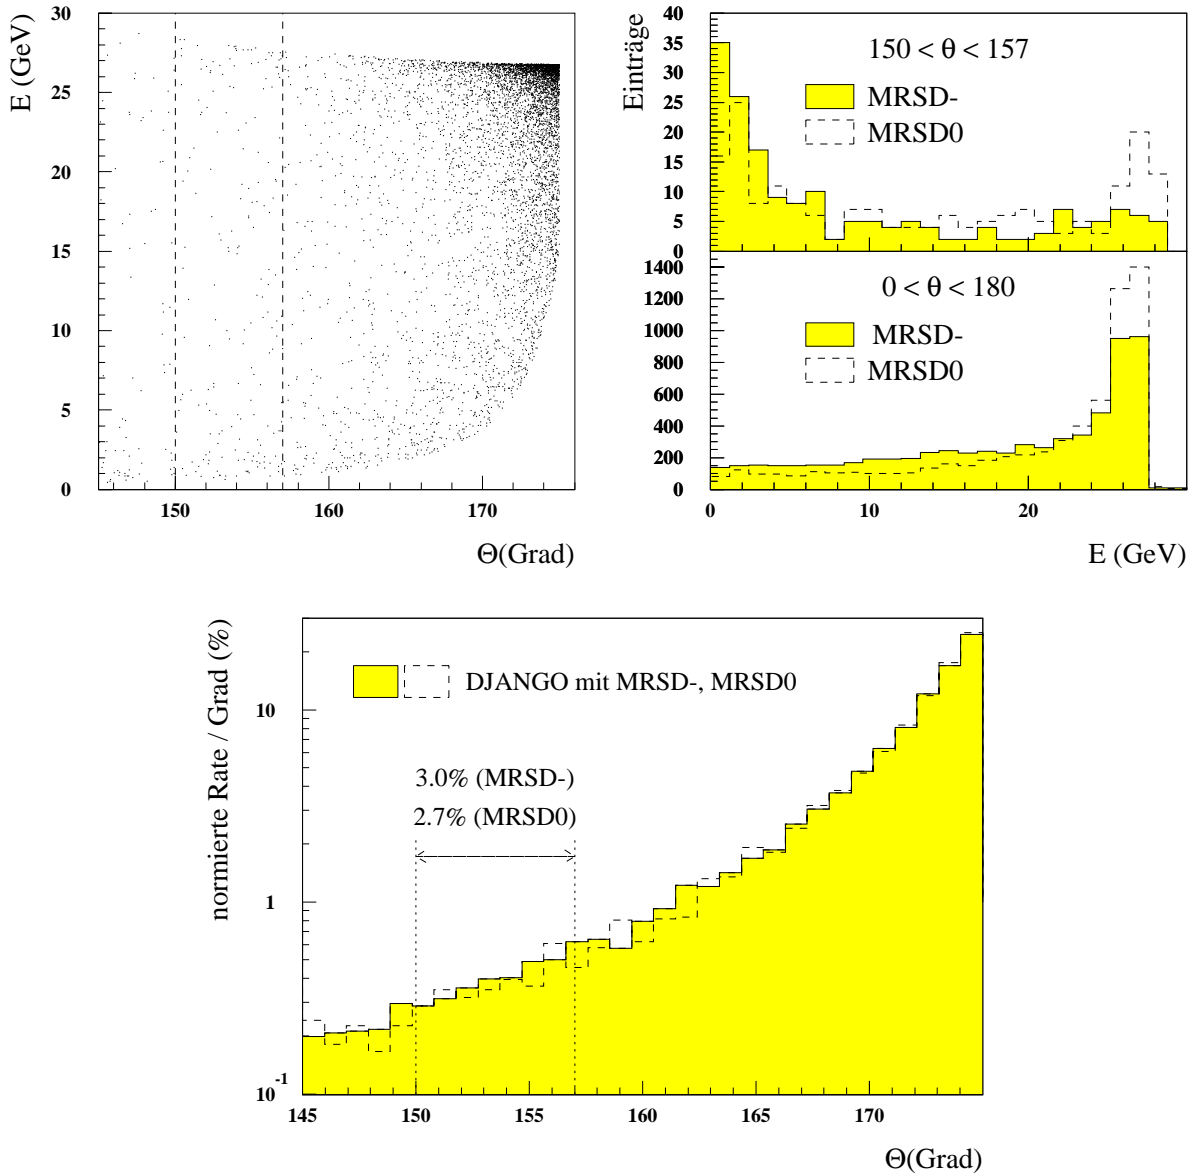 E (GeV)
30
25
20
15
10
5
0
150
160
170
Θ(Grad)
Einträge
40
35
30
25
20
15
10
5
0
150 < θ < 157
MRSD-
MRSD0
1400
1200
1000
800
600
400
200
0
0 < θ < 180
MRSD-
MRSD0
0
10
20
E (GeV)
normierte Rate / Grad (%)
10
1
10⁻¹
DJANGO mit MRSD-, MRSD0
3.0% (MRSD-)
2.7% (MRSD0)
145
150
155
160
165
170
Θ(Grad)